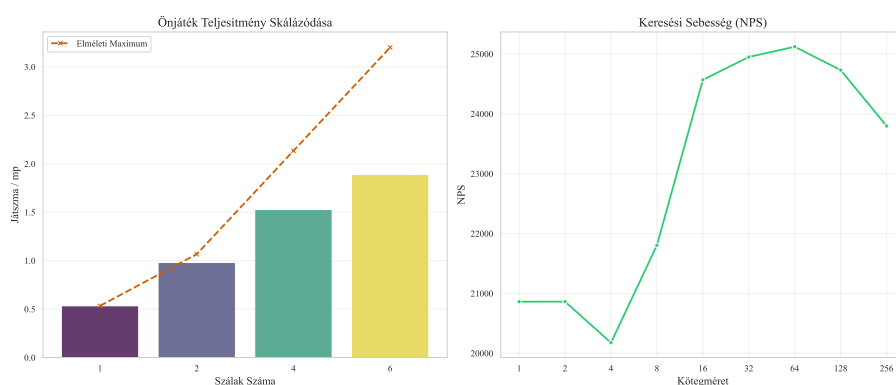 Önjáték Teljesítmény Skálázódása
Elméleti Maximum
Játszma / mp
3.0
2.5
2.0
1.5
1.0
0.5
0.0
1 2 4 6
Szálak Száma
Keresési Sebesség (NPS)
NPS
25000
24000
23000
22000
21000
20000
1 2 4 8 16 32 64 128 256
Kötegméret